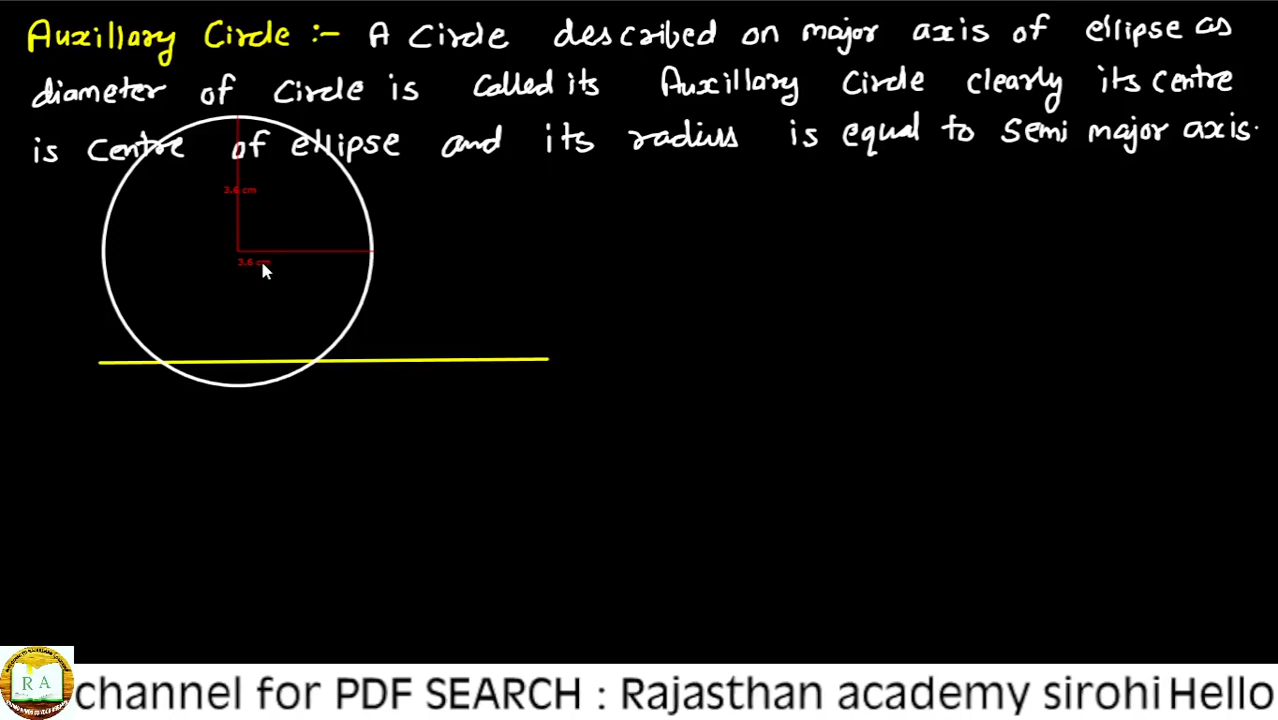 Auxillary Circle :- A Circle described on major axis of ellipse as
diameter of Circle is Called its Auxillary Circle clearly its Centre
is Centre of ellipse and its radius is equal to Semi major axis.
3.6 cm
3.6 cm
R A
channel for PDF SEARCH : Rajasthan academy sirohi Hello